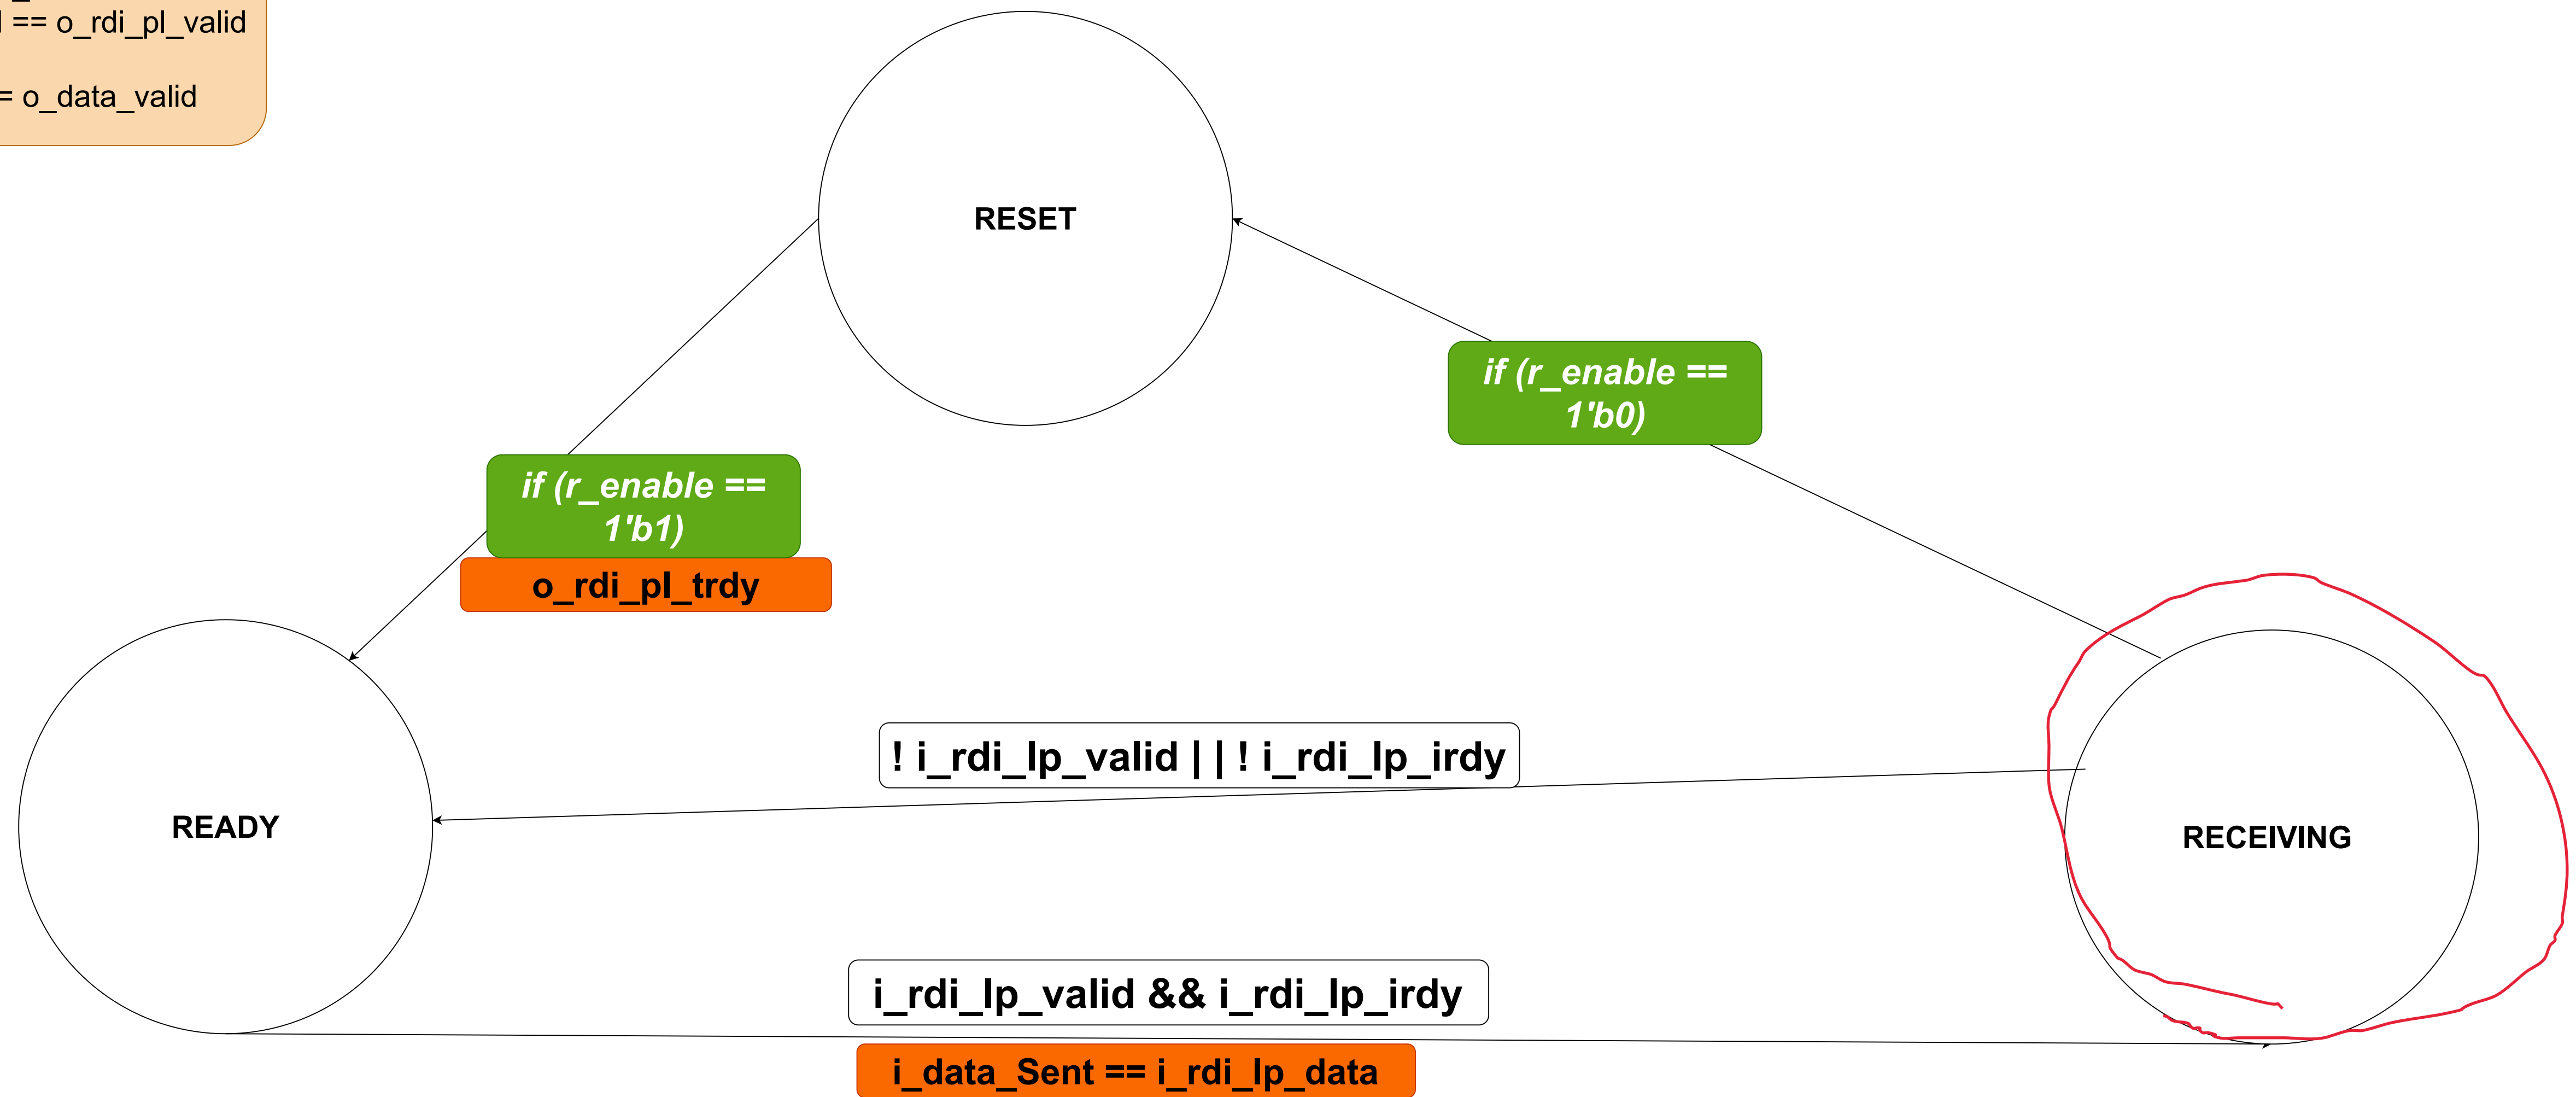 == o_rdi_pl_valid
= o_data_valid
RESET
if (r_enable ==
1'b0)
if (r_enable ==
1'b1)
o_rdi_pl_trdy
! i_rdi_lp_valid | | ! i_rdi_lp_irdy
READY
RECEIVING
i_rdi_lp_valid && i_rdi_lp_irdy
i_data_Sent == i_rdi_lp_data